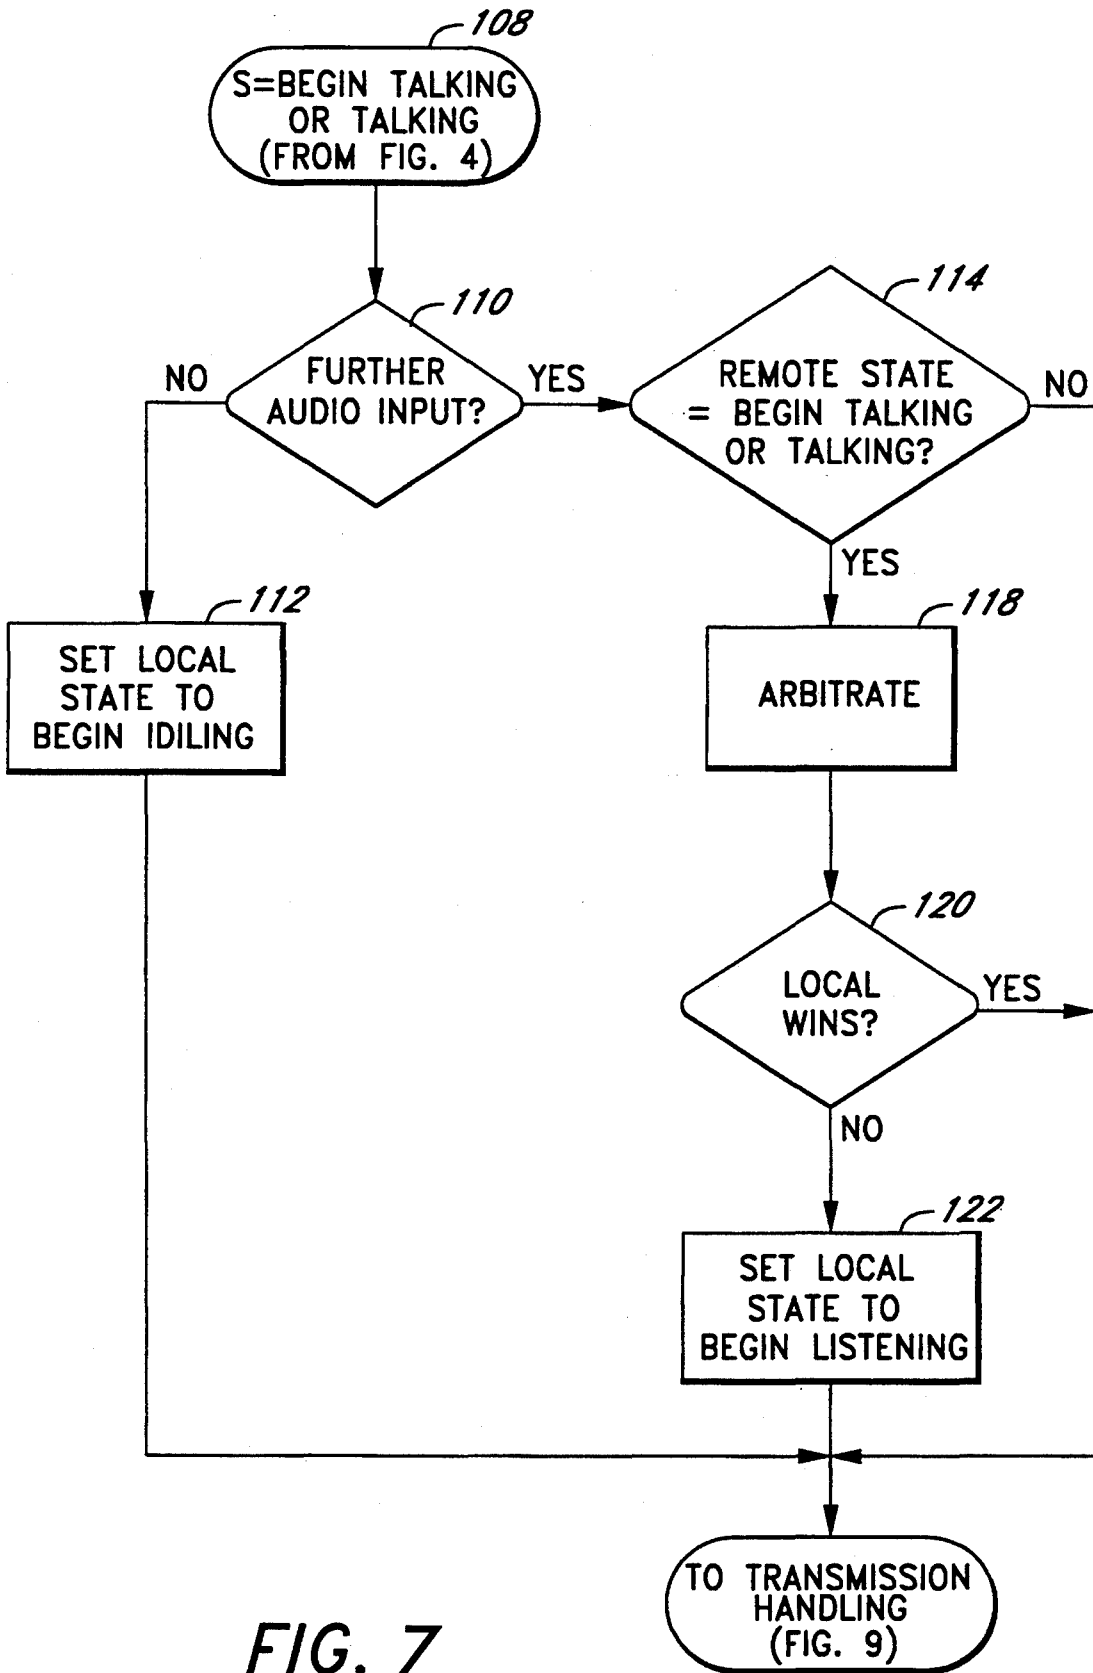 108
S=BEGIN TALKING
OR TALKING
(FROM FIG. 4)
110
FURTHER
AUDIO INPUT?
NO
YES
114
REMOTE STATE
= BEGIN TALKING
OR TALKING?
NO
YES
112
SET LOCAL
STATE TO
BEGIN IDILING
118
ARBITRATE
120
LOCAL
WINS?
YES
NO
122
SET LOCAL
STATE TO
BEGIN LISTENING
TO TRANSMISSION
HANDLING
(FIG. 9)
FIG. 7